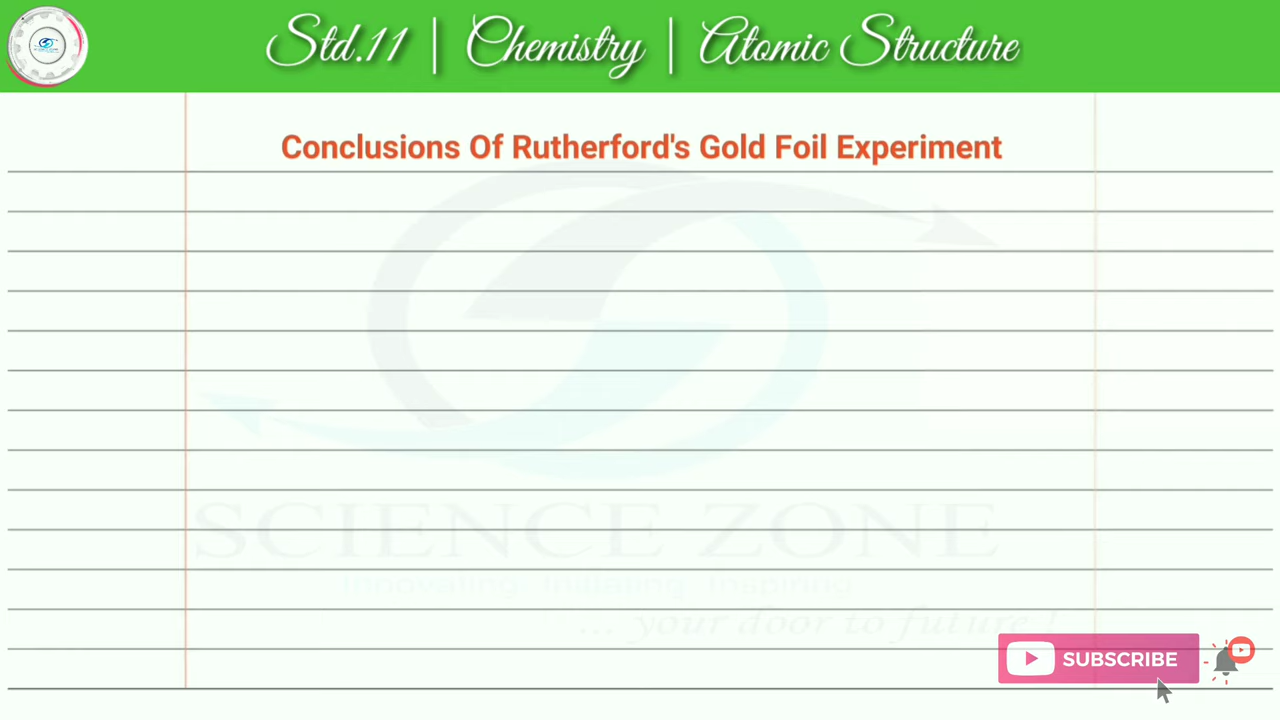 Std.11 | Chemistry | Atomic Structure
Conclusions Of Rutherford's Gold Foil Experiment
SCIENCE ZONE
Innovating, Initiating, Inspiring
... your door to future !
SUBSCRIBE